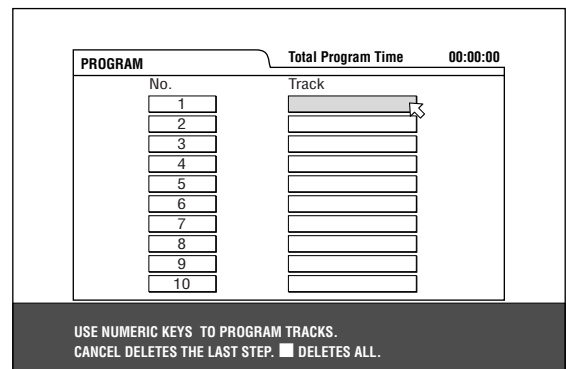 PROGRAM Total Program Time 00:00:00
No. Track
1
2
3
4
5
6
7
8
9
10
USE NUMERIC KEYS TO PROGRAM TRACKS.
CANCEL DELETES THE LAST STEP. ■ DELETES ALL.